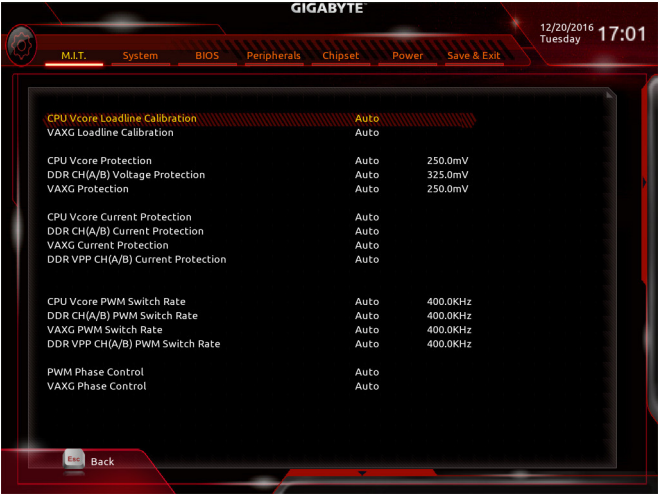 GIGABYTE™
12/20/2016 17:01
Tuesday
M.I.T. System BIOS Peripherals Chipset Power Save & Exit
CPU Vcore Loadline Calibration Auto
VAXG Loadline Calibration Auto
CPU Vcore Protection Auto 250.0mV
DDR CH(A/B) Voltage Protection Auto 325.0mV
VAXG Protection Auto 250.0mV
CPU Vcore Current Protection Auto
DDR CH(A/B) Current Protection Auto
VAXG Current Protection Auto
DDR VPP CH(A/B) Current Protection Auto
CPU Vcore PWM Switch Rate Auto 400.0KHz
DDR CH(A/B) PWM Switch Rate Auto 400.0KHz
VAXG PWM Switch Rate Auto 400.0KHz
DDR VPP CH(A/B) PWM Switch Rate Auto 400.0KHz
PWM Phase Control Auto
VAXG Phase Control Auto
Esc Back